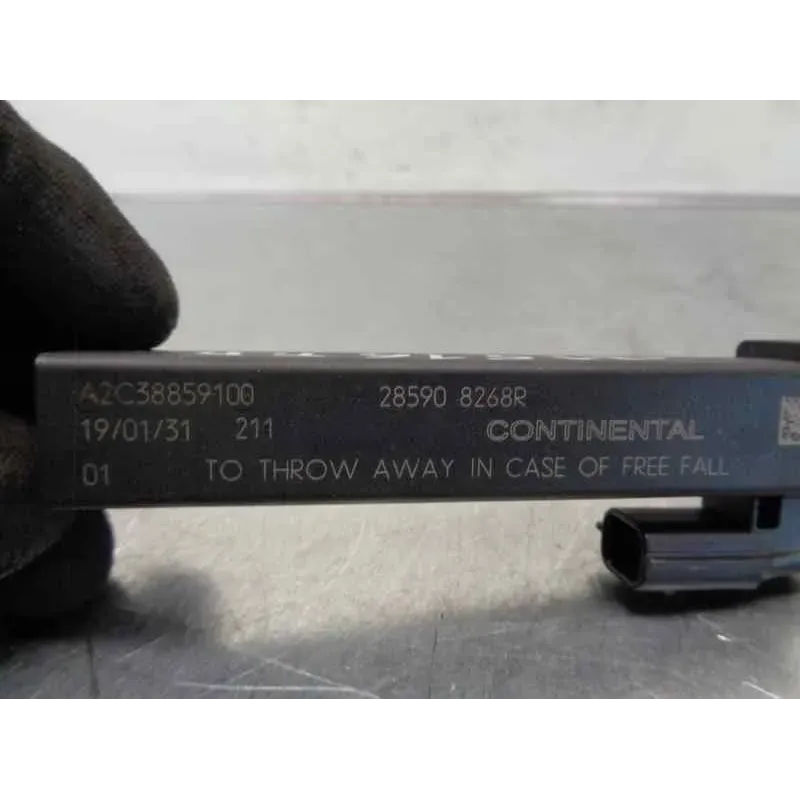 A2C38859100 28590 8268R
19/01/31 211 CONTINENTAL
01 TO THROW AWAY IN CASE OF FREE FALL